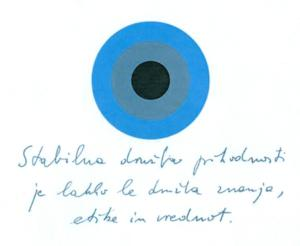 Stabilna družba prihodnosti
je lahko le družba znanja,
etike in vrednot.